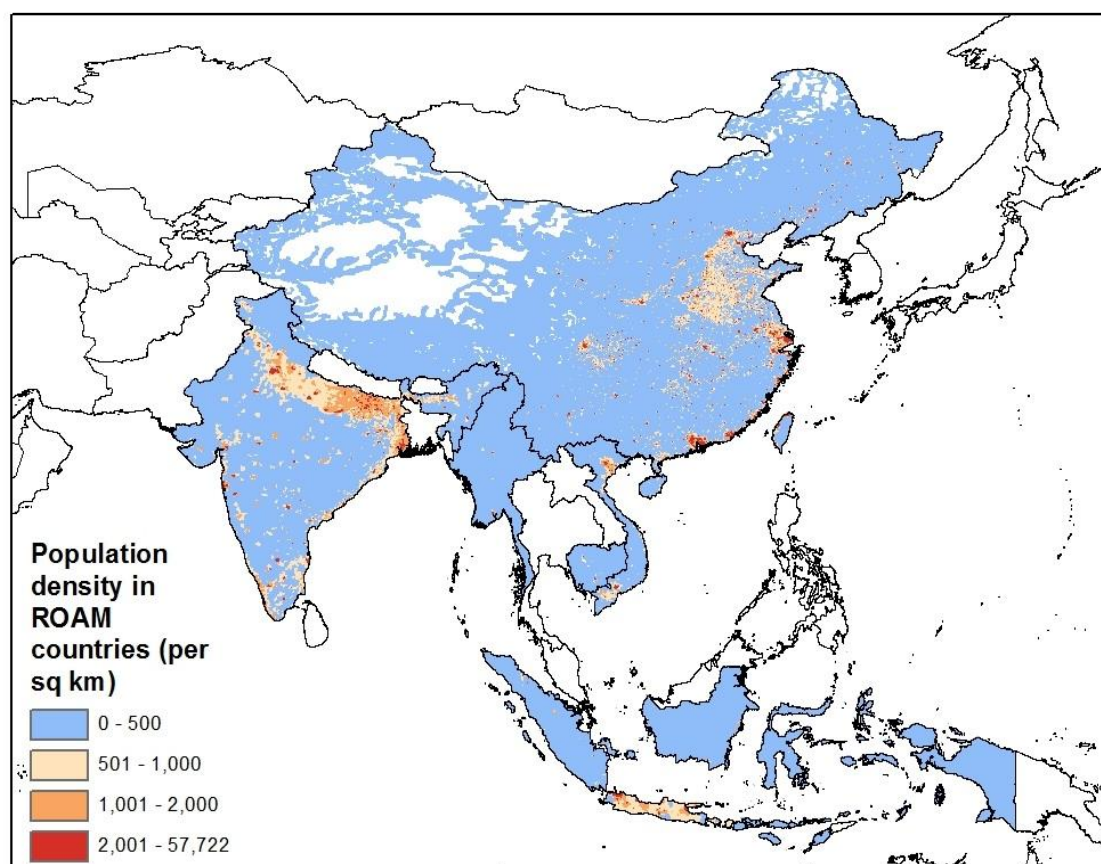 Population
density in
ROAM
countries (per
sq km)
0 - 500
501 - 1,000
1,001 - 2,000
2,001 - 57,722